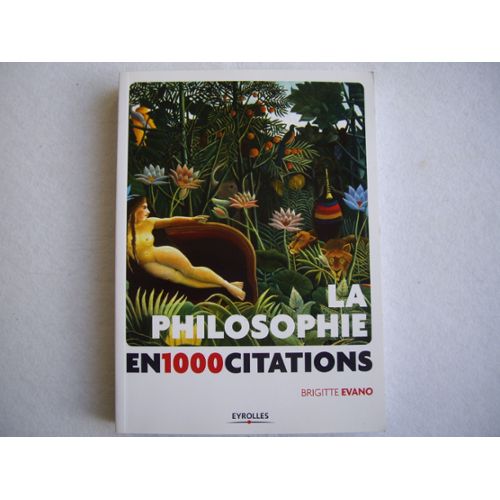 LA
PHILOSOPHIE
EN1000CITATIONS
BRIGITTE EVANO
EYROLLES